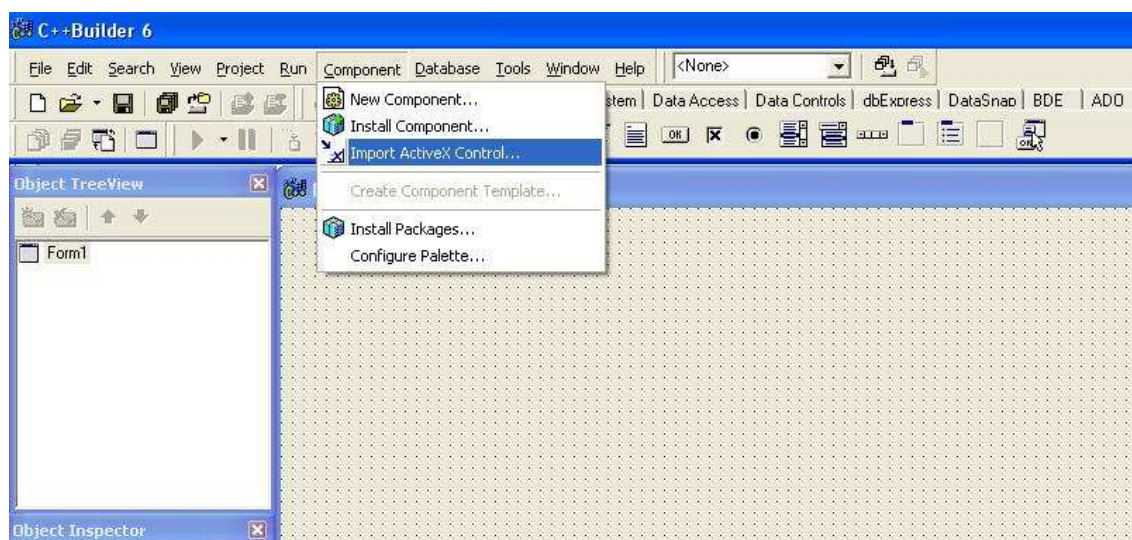 C++Builder 6
File Edit Search View Project Run Component Database Tools Window Help <None>
New Component... stem Data Access Data Controls dbExpress DataSnap BDE ADO
Install Component...
OK
Import ActiveX Control...
Object TreeView
Create Component Template...
Install Packages...
Form1
Configure Palette...
Object Inspector